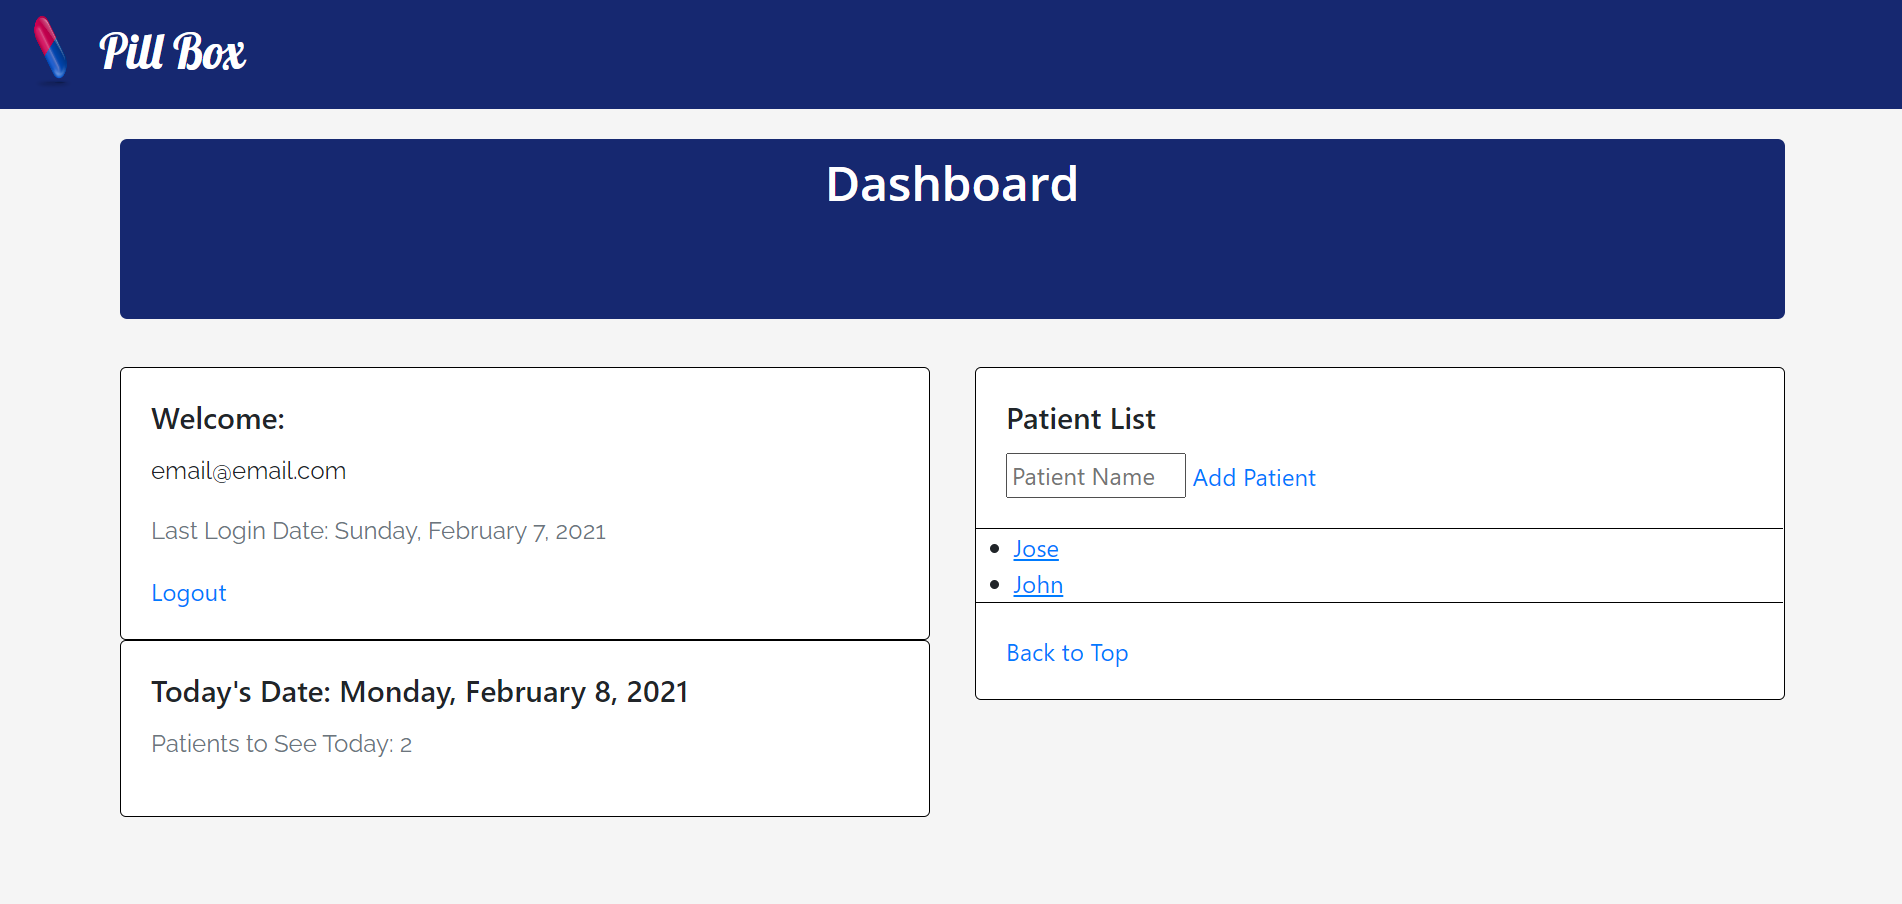 Pill Box
Dashboard
Welcome:
email@email.com
Last Login Date: Sunday, February 7, 2021
Logout
Today's Date: Monday, February 8, 2021
Patients to See Today: 2
Patient List
Patient Name Add Patient
Jose
John
Back to Top